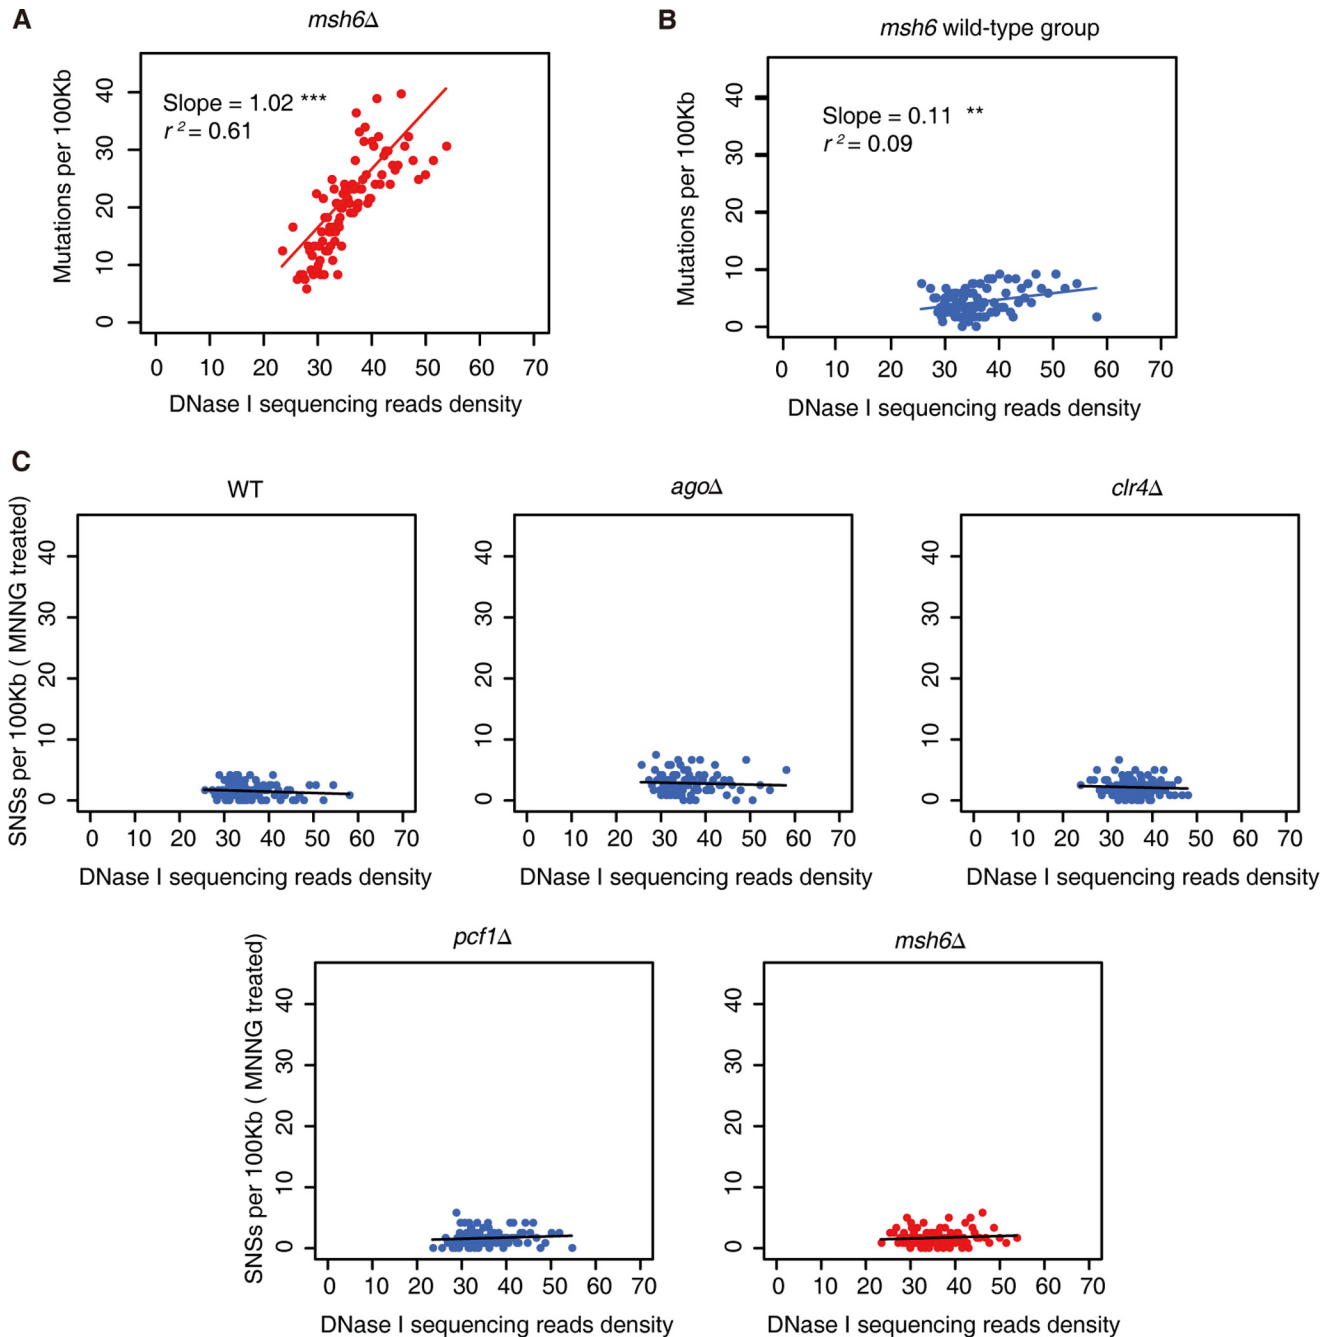 A
msh6Δ
Mutations per 100Kb
Slope = 1.02 ***
r² = 0.61
0 10 20 30 40
0 10 20 30 40 50 60 70
DNase I sequencing reads density
B
msh6 wild-type group
Mutations per 100Kb
Slope = 0.11 **
r² = 0.09
0 10 20 30 40
0 10 20 30 40 50 60 70
DNase I sequencing reads density
C
WT
SNSs per 100Kb ( MNNG treated)
0 10 20 30 40
0 10 20 30 40 50 60 70
DNase I sequencing reads density
agoΔ
0 10 20 30 40
0 10 20 30 40 50 60 70
DNase I sequencing reads density
clr4Δ
0 10 20 30 40
0 10 20 30 40 50 60 70
DNase I sequencing reads density
pcf1Δ
SNSs per 100Kb ( MNNG treated)
0 10 20 30 40
0 10 20 30 40 50 60 70
DNase I sequencing reads density
msh6Δ
0 10 20 30 40
0 10 20 30 40 50 60 70
DNase I sequencing reads density